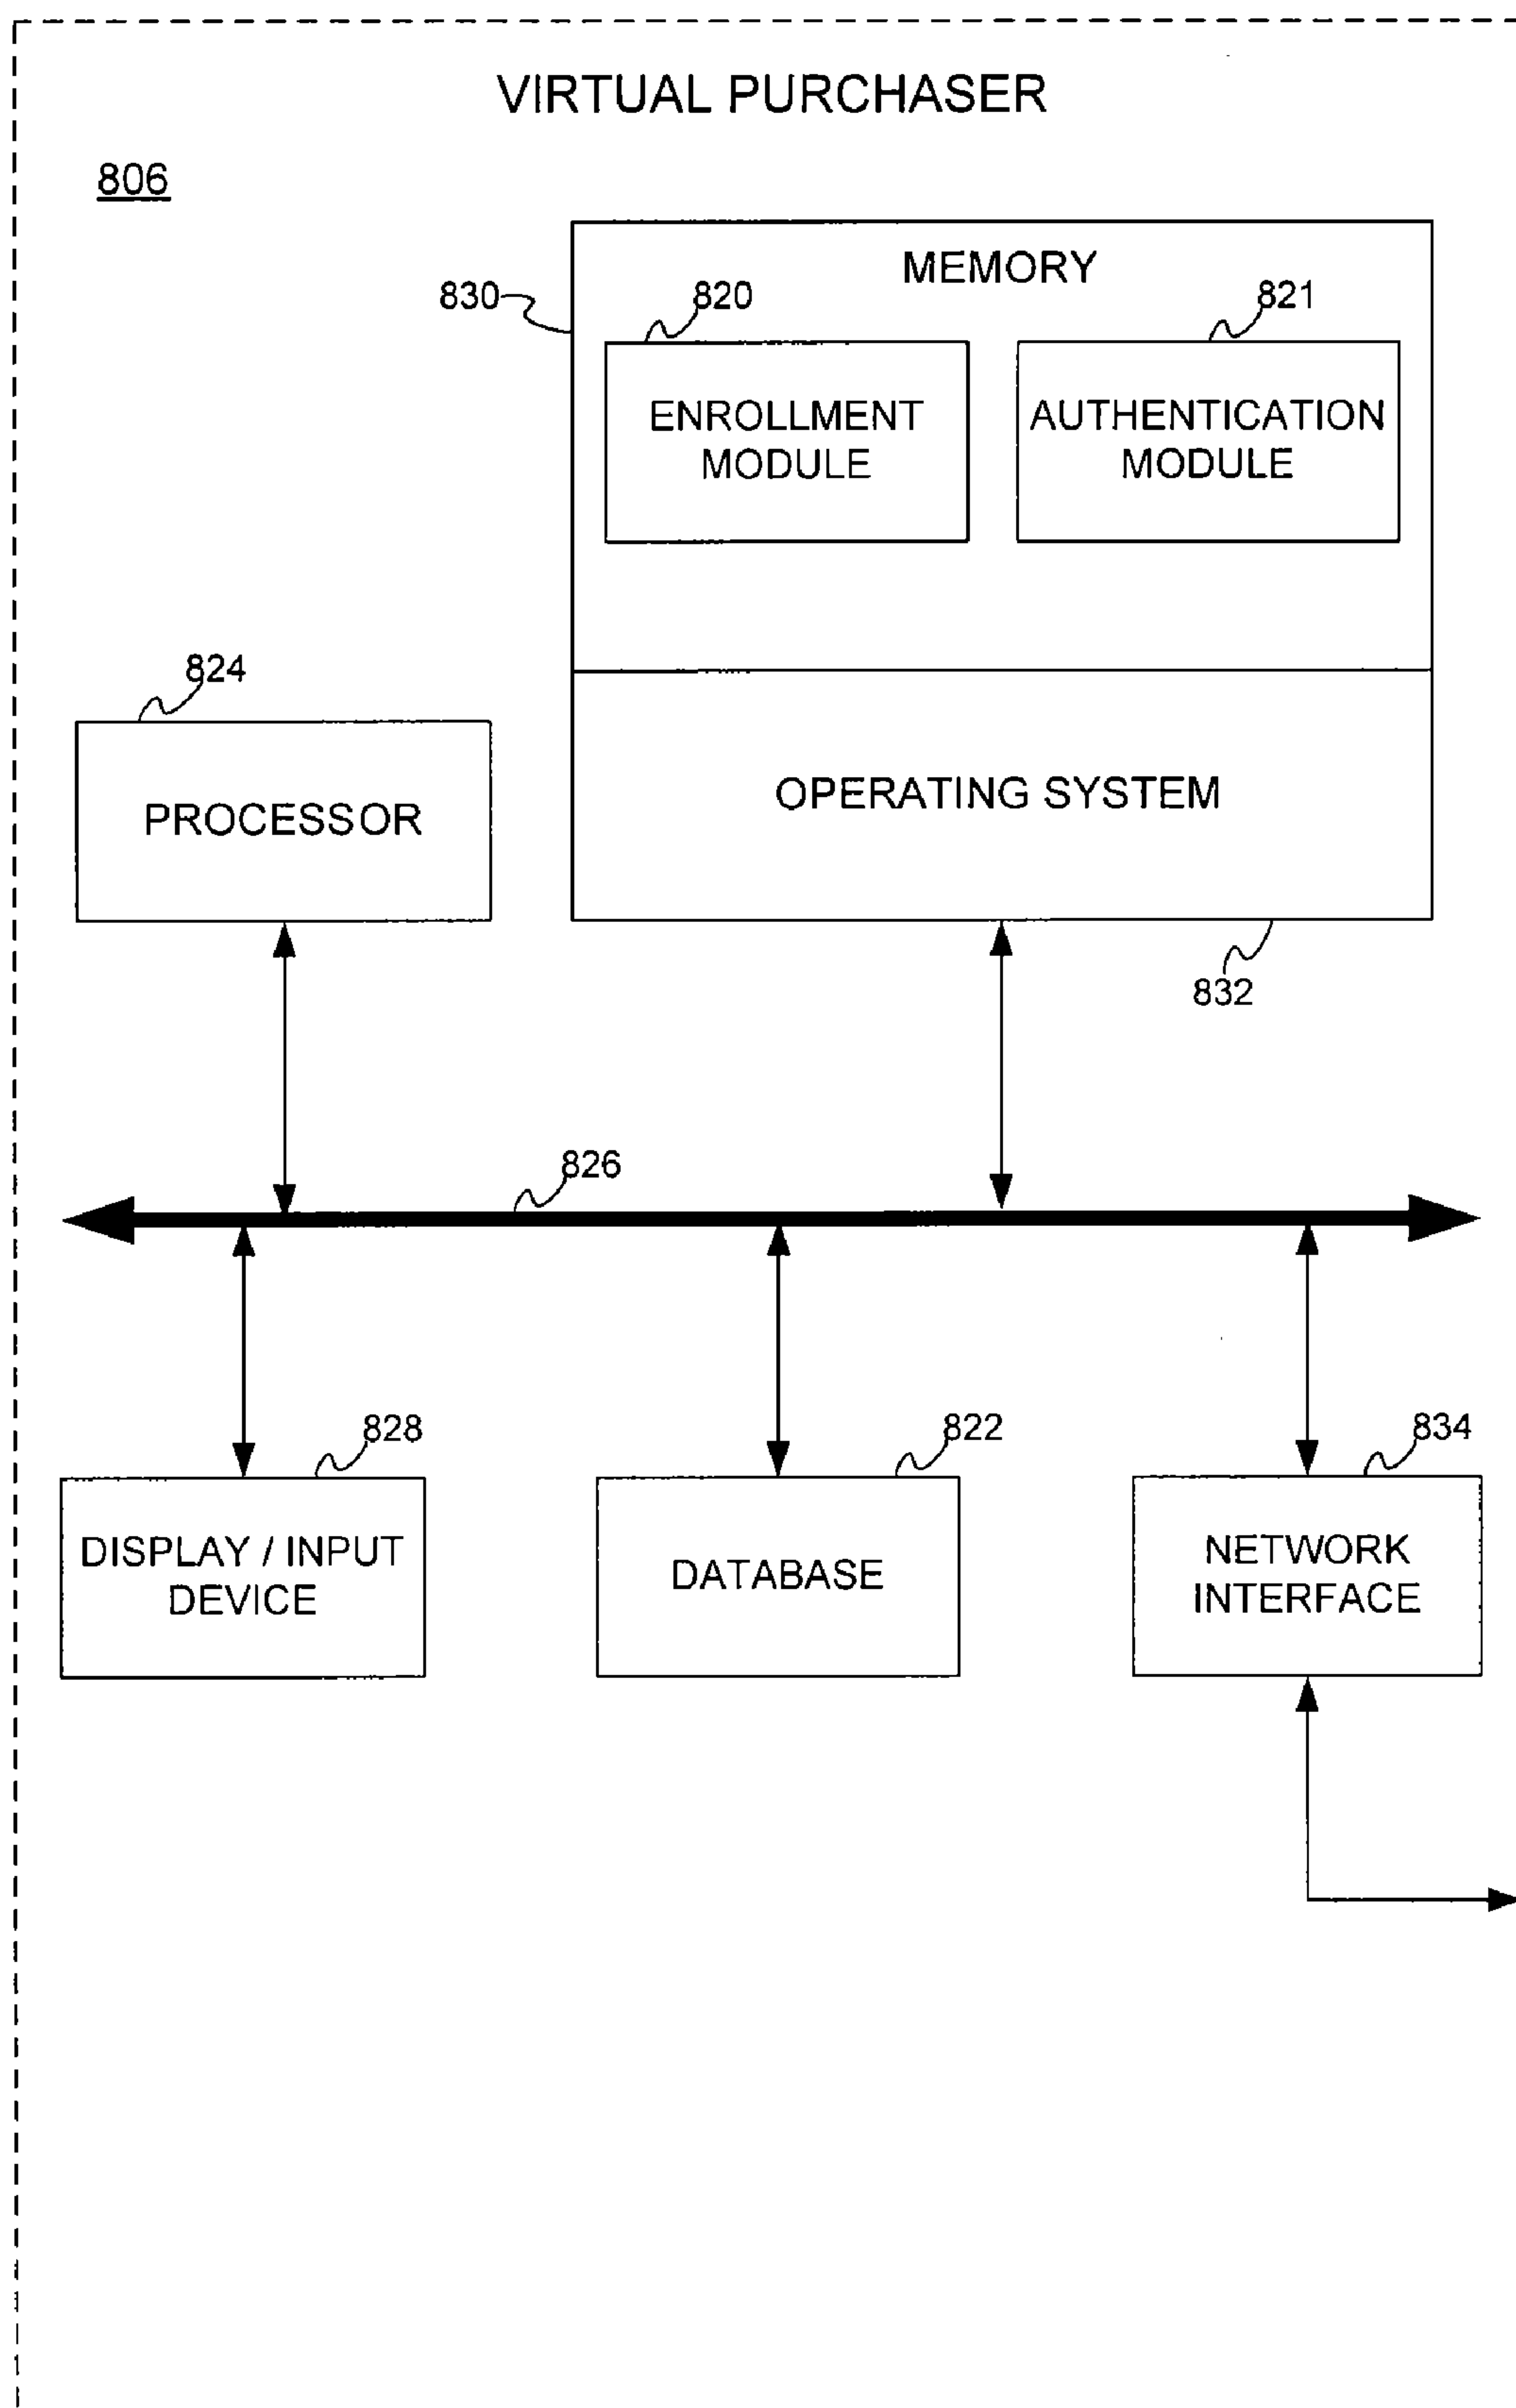 VIRTUAL PURCHASER
806
MEMORY
830
820
821
ENROLLMENT
MODULE
AUTHENTICATION
MODULE
824
PROCESSOR
OPERATING SYSTEM
832
826
828
822
834
DISPLAY / INPUT
DEVICE
DATABASE
NETWORK
INTERFACE